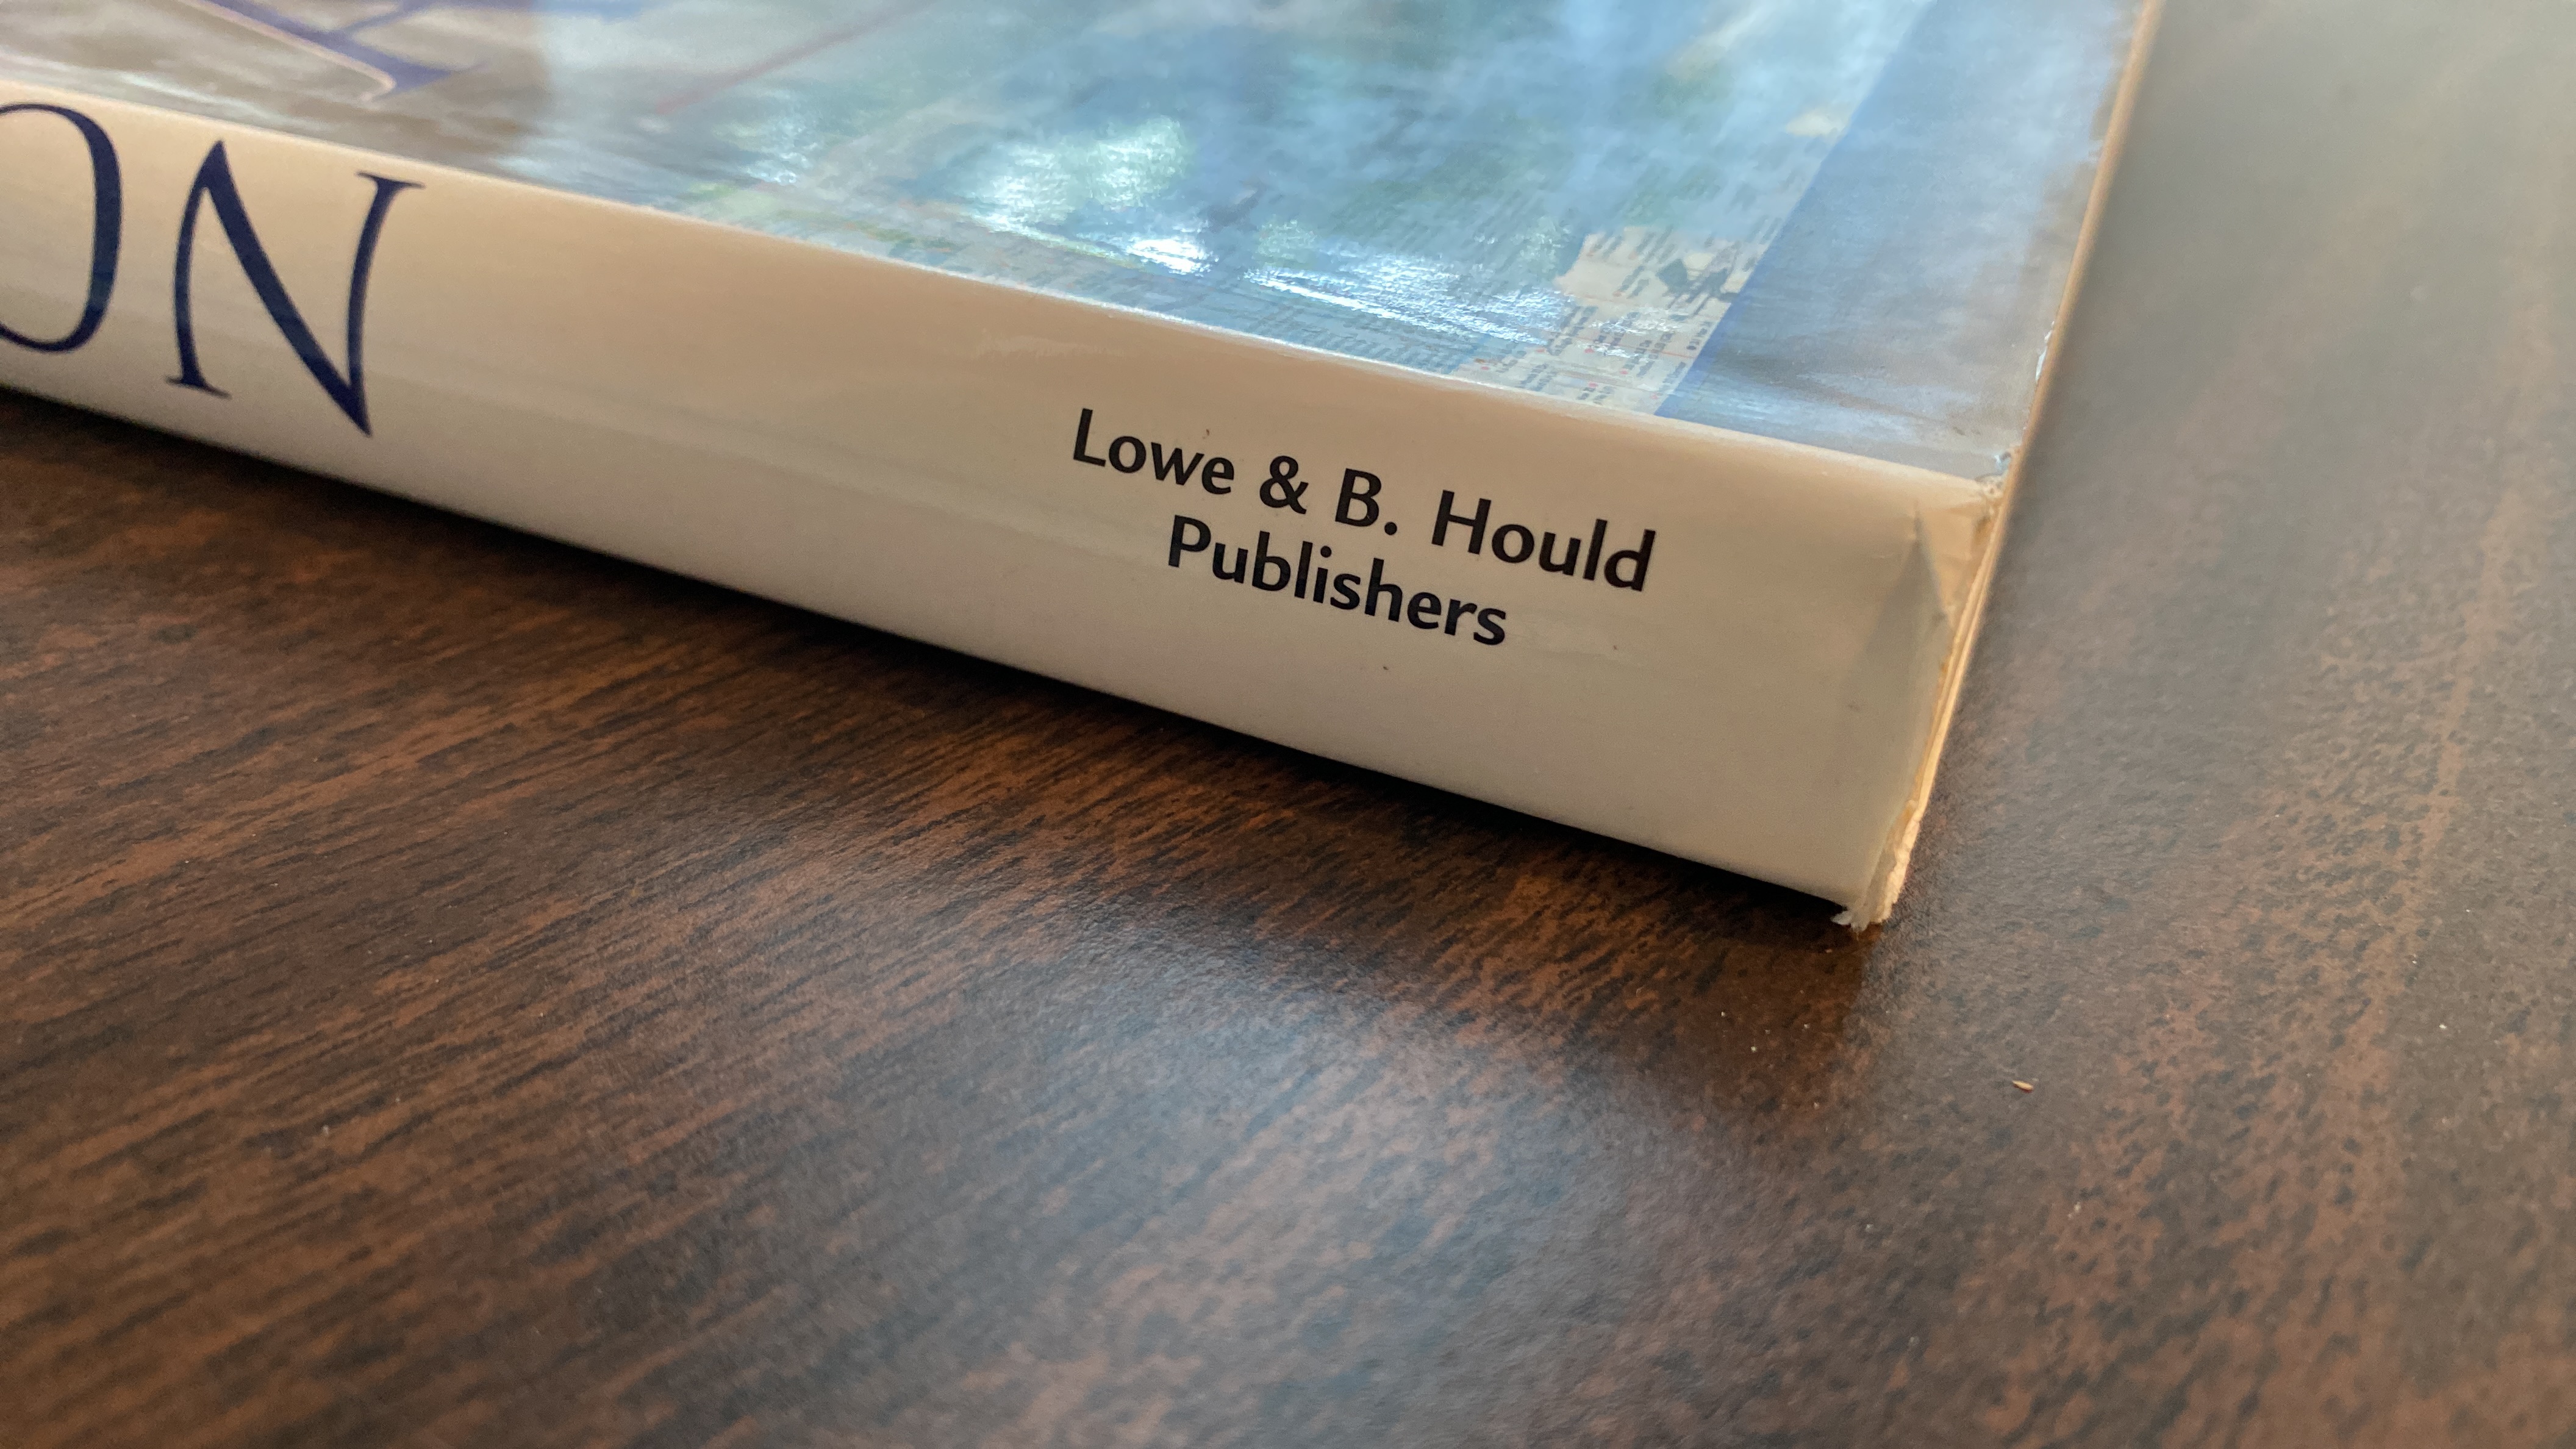 ON
Lowe & B. Hould
Publishers